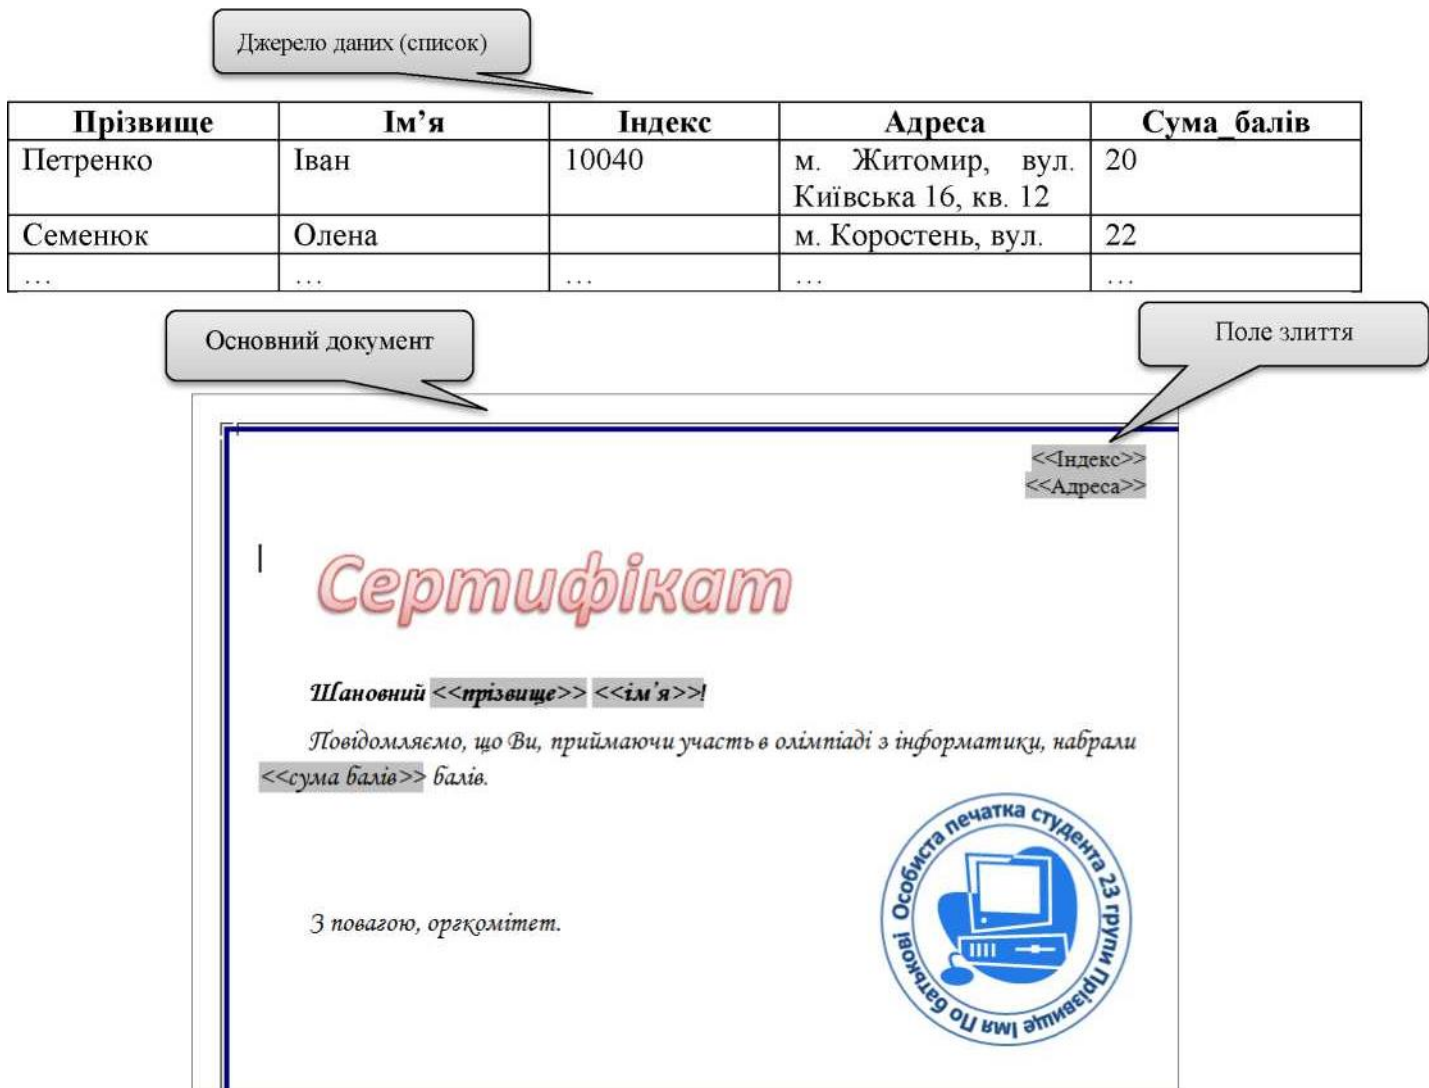 Джерело даних (список)
Прізвище Ім’я Індекс Адреса Сума_балів
Петренко Іван 10040 м. Житомир, вул. Київська 16, кв. 12 20
Семенюк Олена м. Коростень, вул. 22
... ... ... ... ...
Основний документ
Поле злиття
<<Індекс>>
<<Адреса>>
Сертифікат
Шановний <<прізвище>> <<ім’я>>!
Повідомляємо, що Ви, приймаючи участь в олімпіаді з інформатики, набрали
<<сума балів>> балів.
З повагою, оргкомітет.
Особиста печатка студента 23 групи Прізвище Імя По батькові